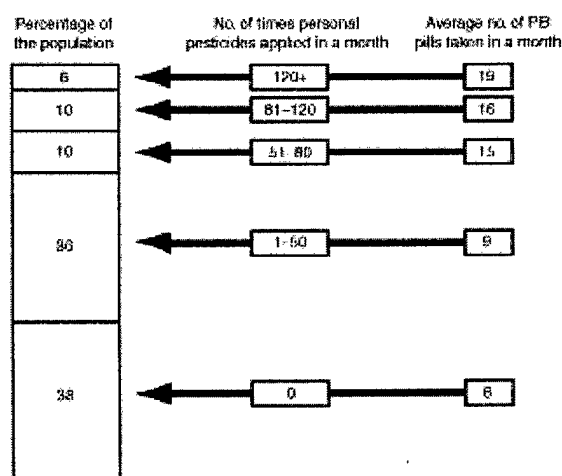 Percentage of the population
No. of times personal pesticides applied in a month
Average no. of PB pills taken in a month
6 120+ 19
10 81–120 16
10 51–80 15
36 1–50 9
38 0 6